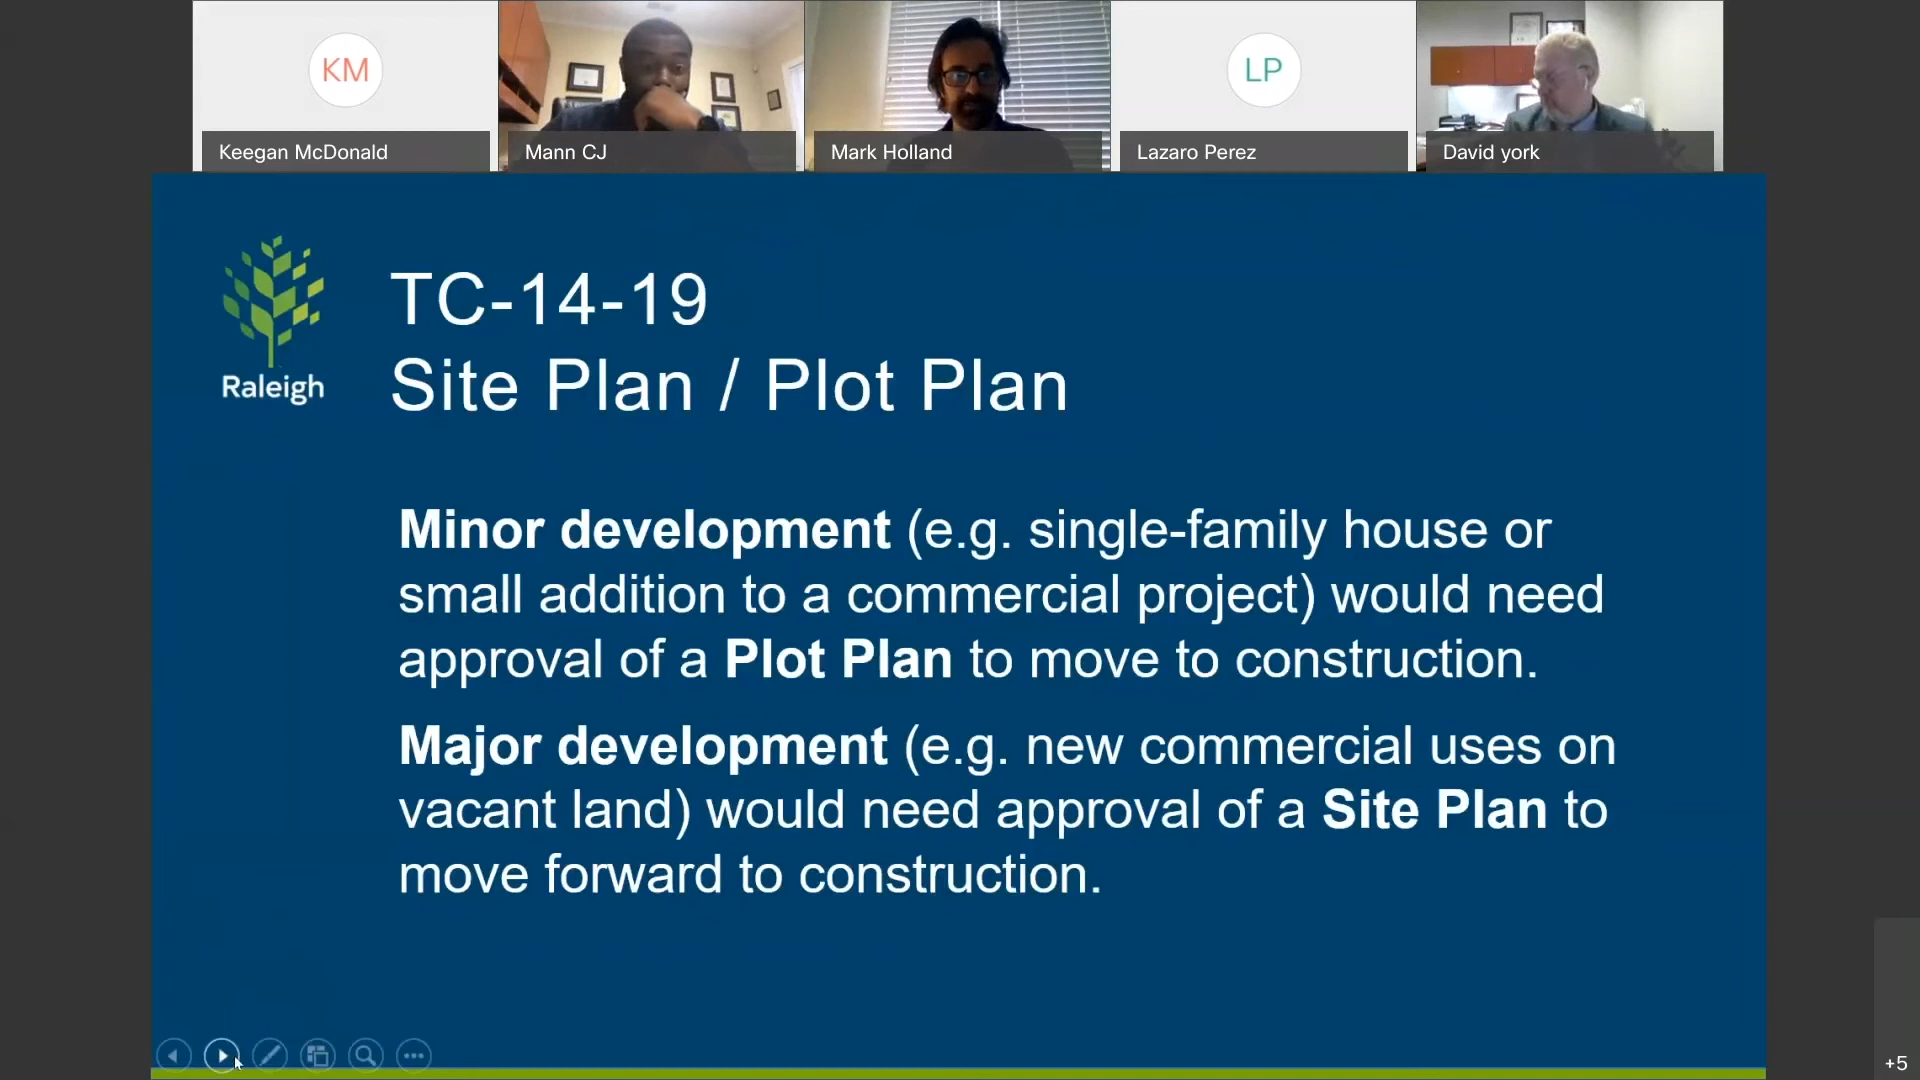 KM
LP
Keegan McDonald
Mann CJ
Mark Holland
Lazaro Perez
David york
Raleigh
TC-14-19
Site Plan / Plot Plan
Minor development (e.g. single-family house or
small addition to a commercial project) would need
approval of a Plot Plan to move to construction.
Major development (e.g. new commercial uses on
vacant land) would need approval of a Site Plan to
move forward to construction.
+5